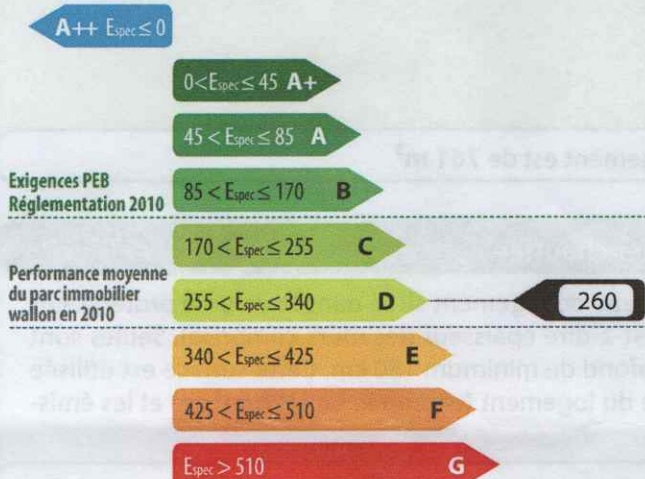 A++ Espec ≤ 0
0 < Espec ≤ 45 A+
45 < Espec ≤ 85 A
Exigences PEB
Réglementation 2010
85 < Espec ≤ 170 B
170 < Espec ≤ 255 C
Performance moyenne
du parc immobilier
wallon en 2010
255 < Espec ≤ 340 D
260
340 < Espec ≤ 425 E
425 < Espec ≤ 510 F
Espec > 510 G